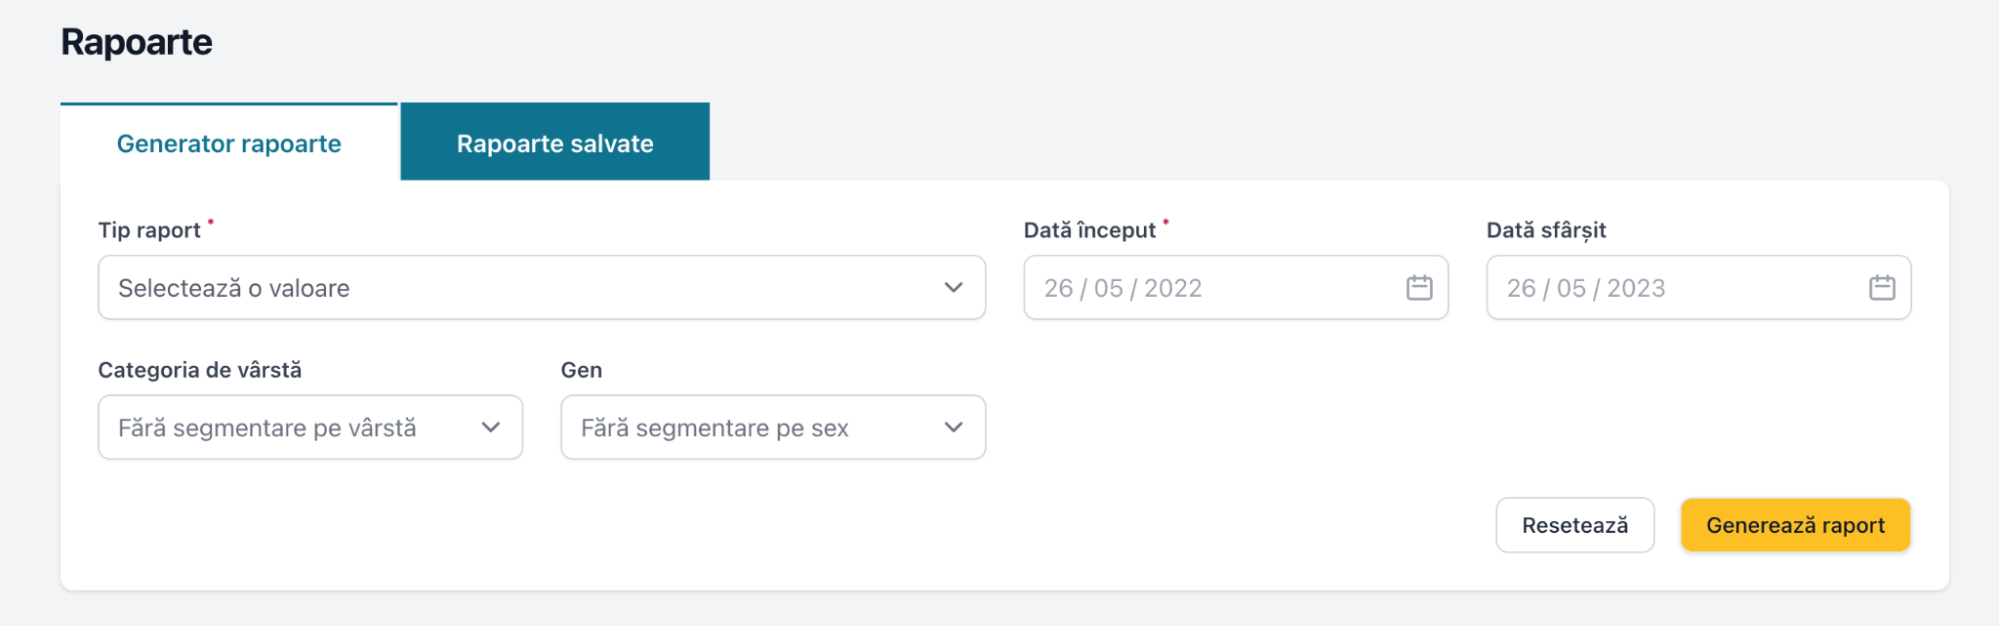 Rapoarte
Generator rapoarte
Rapoarte salvate
Tip raport *
Dată început *
Dată sfârșit
Selectează o valoare
26 / 05 / 2022
26 / 05 / 2023
Categoria de vârstă
Gen
Fără segmentare pe vârstă
Fără segmentare pe sex
Resetează
Generează raport